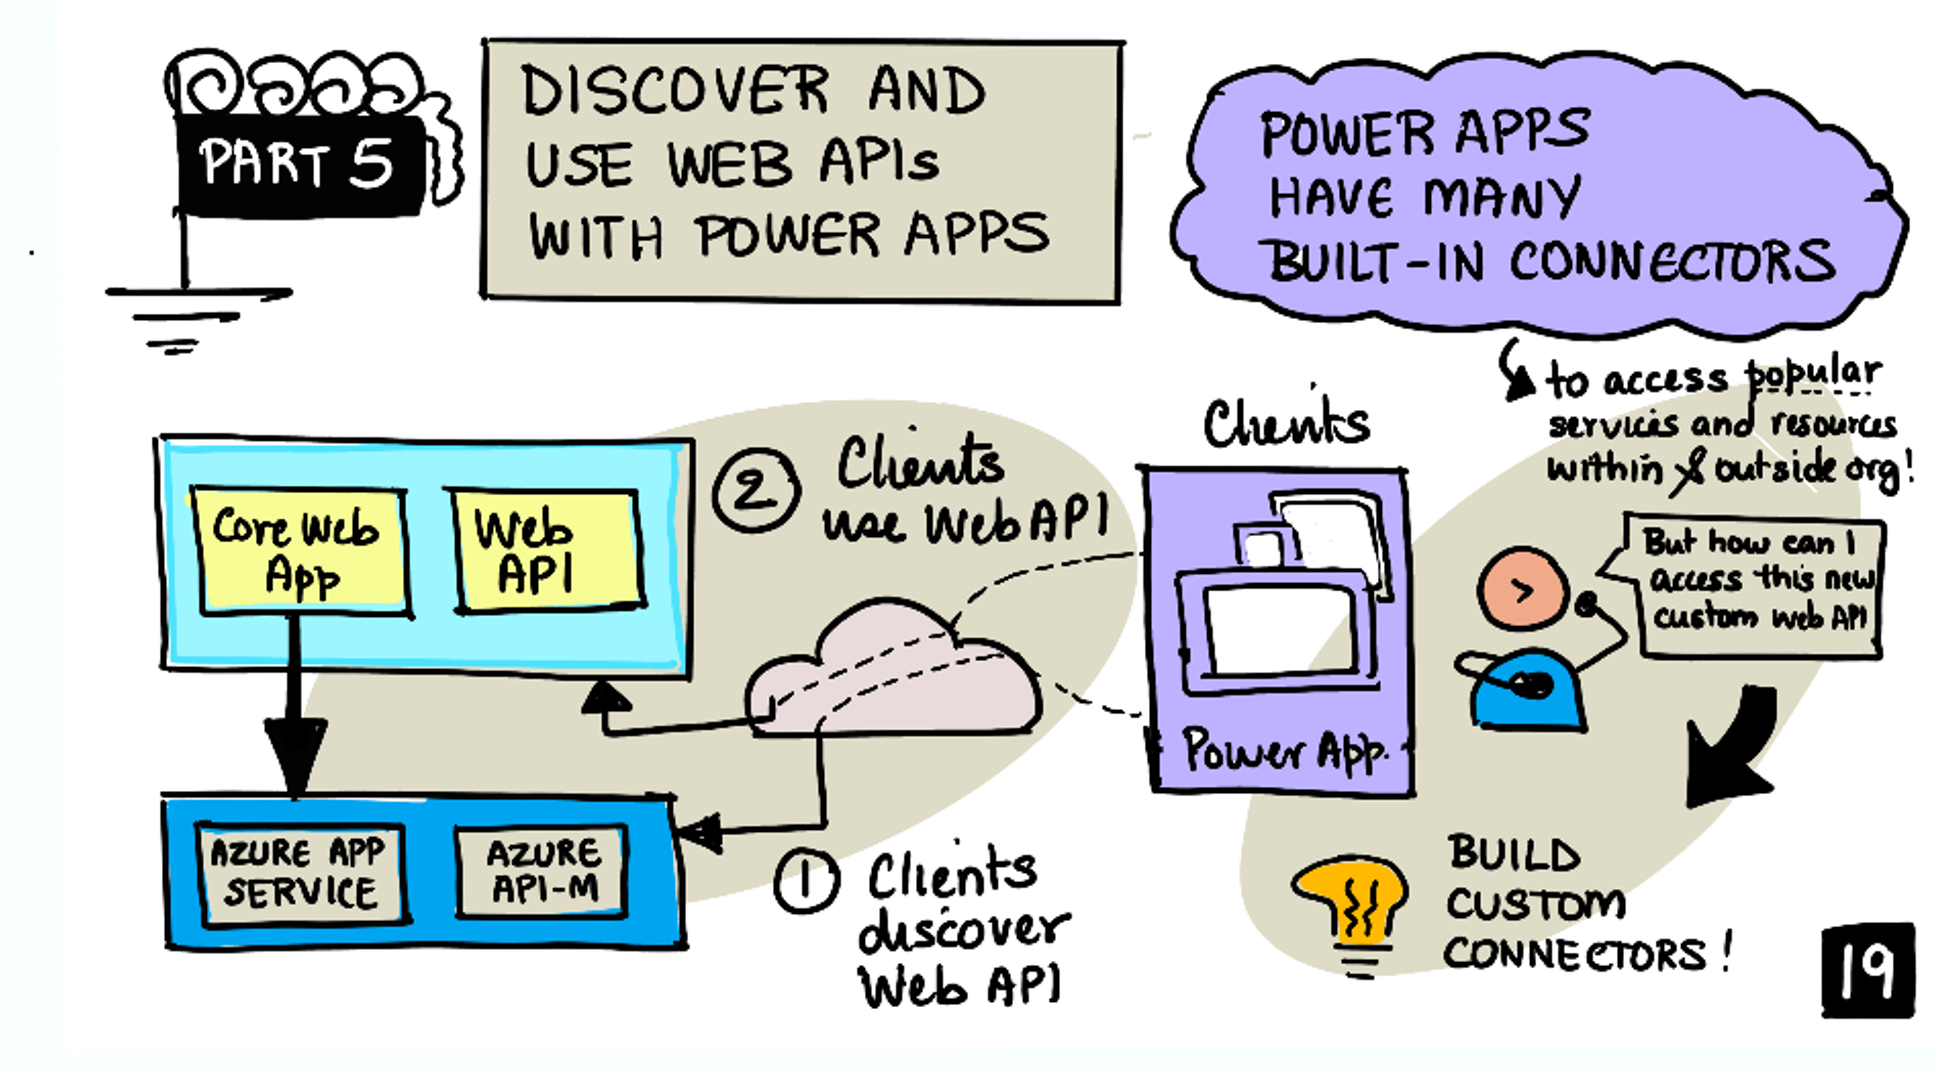 PART 5
DISCOVER AND
USE WEB APIs
WITH POWER APPS
POWER APPS
HAVE MANY
BUILT-IN CONNECTORS
to access popular
services and resources
within & outside org!
Clients
Core Web
App
Web
API
2 Clients
use Web API
Power App.
But how can I
access this new
custom web API
AZURE APP
SERVICE
AZURE
API-M
1 Clients
discover
Web API
BUILD
CUSTOM
CONNECTORS!
19